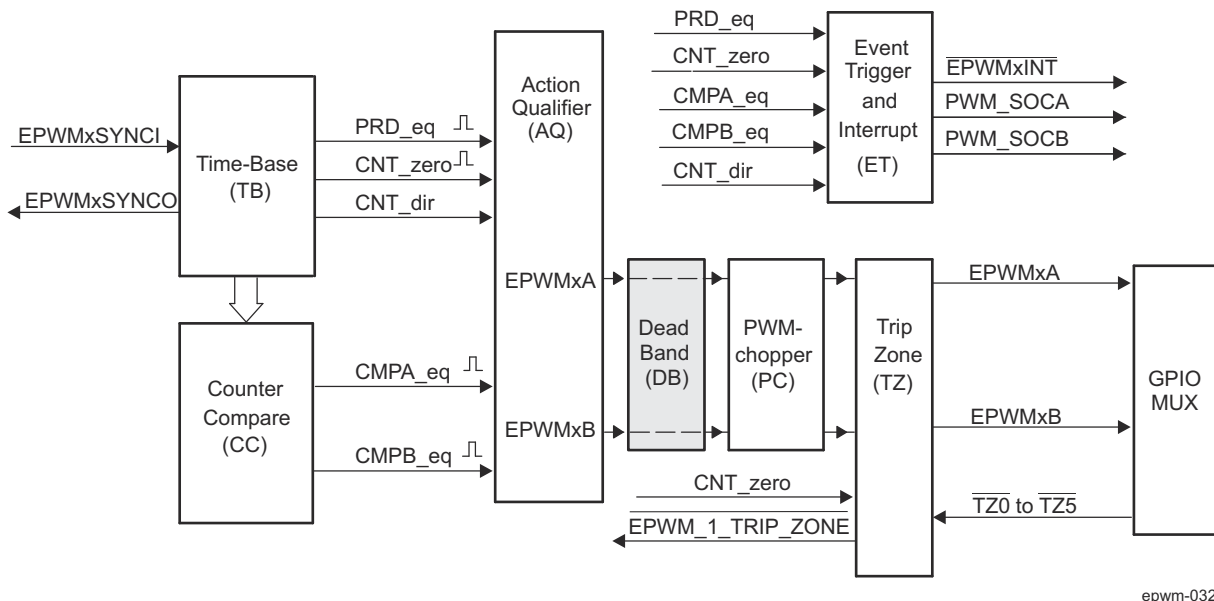 EPWMxSYNCI
EPWMxSYNCO
Time-Base
(TB)
Counter
Compare
(CC)
PRD_eq
CNT_zero
CNT_dir
CMPA_eq
CMPB_eq
Action
Qualifier
(AQ)
EPWMxA
EPWMxB
PRD_eq
CNT_zero
CMPA_eq
CMPB_eq
CNT_dir
Event
Trigger
and
Interrupt
(ET)
EPWMxINT
PWM_SOCA
PWM_SOCB
Dead
Band
(DB)
PWM-
chopper
(PC)
Trip
Zone
(TZ)
CNT_zero
EPWM_1_TRIP_ZONE
EPWMxA
EPWMxB
TZ0 to TZ5
GPIO
MUX
epwm-032